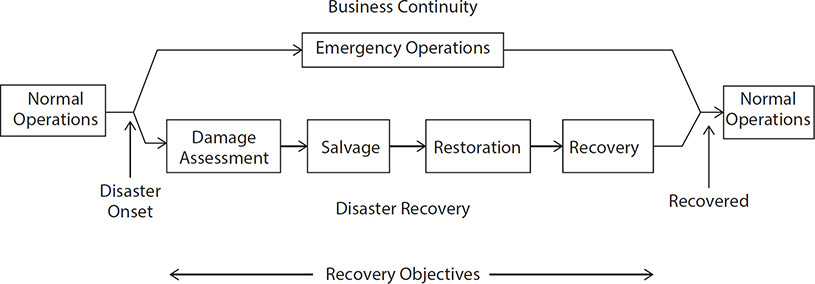 Business Continuity
Emergency Operations
Normal
Operations
Normal
Operations
Damage
Assessment
Salvage
Restoration
Recovery
Disaster
Onset
Disaster Recovery
Recovered
Recovery Objectives